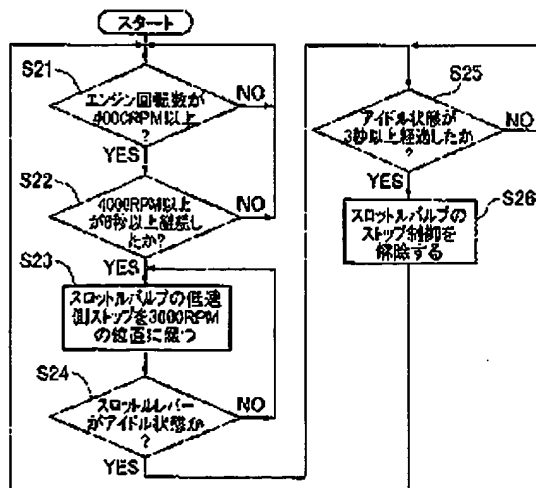 スタート
S21
エンジン回転数が
4000RPM以上
?
NO
YES
S22
4000RPM以上
が6秒以上継続し
たか?
NO
YES
S23
スロットルバルブの低速
側ストップを3000RPM
の位置に保つ
S24
スロットルレバー
がアイドル状態か
?
NO
YES
S25
アイドル状態が
3秒以上経過したか
?
NO
YES
S26
スロットルバルブの
ストップ制御を
解除する